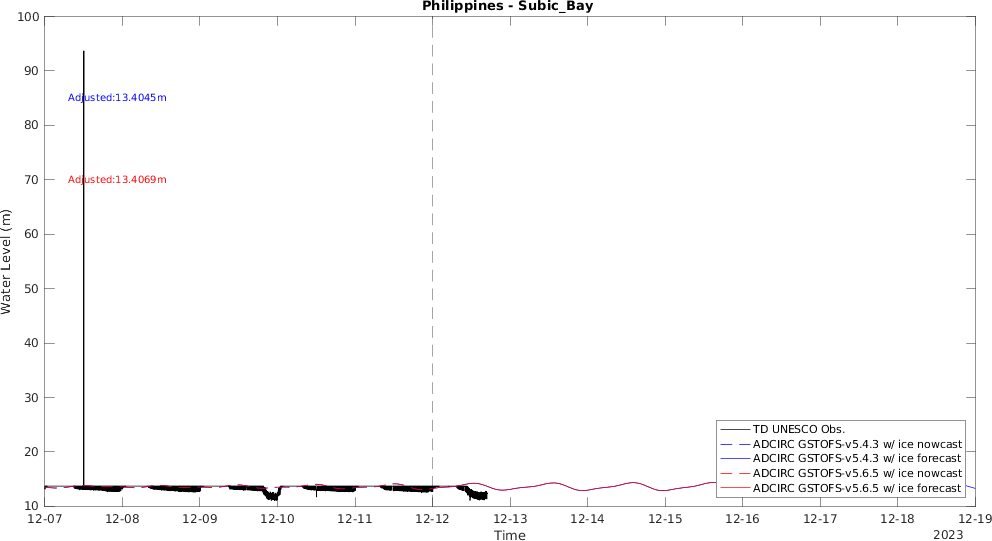 Philippines - Subic_Bay
100
90
80
70
60
50
40
30
20
10
Water Level (m)
Adjusted:13.4045m
Adjusted:13.4069m
TD UNESCO Obs.
ADCIRC GSTOFS-v5.4.3 w/ ice nowcast
ADCIRC GSTOFS-v5.4.3 w/ ice forecast
ADCIRC GSTOFS-v5.6.5 w/ ice nowcast
ADCIRC GSTOFS-v5.6.5 w/ ice forecast
12-07 12-08 12-09 12-10 12-11 12-12 12-13 12-14 12-15 12-16 12-17 12-18 12-19
Time
2023